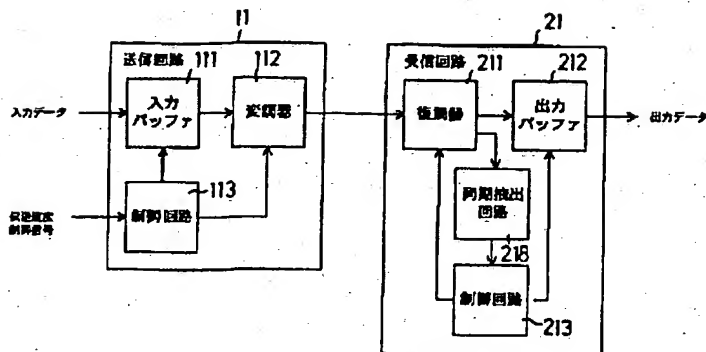 11
送信回路
111
112
入力データ
入力
バッファ
変調器
113
制御回路
伝送速度
制御信号
21
受信回路
211
212
復調器
出力
バッファ
出力データ
同期抽出
回路
218
制御回路
213